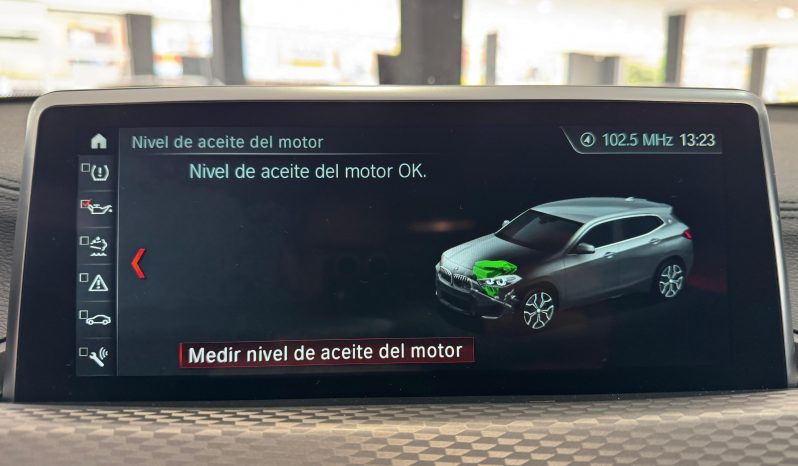 Nivel de aceite del motor
102.5 MHz 13:23
Nivel de aceite del motor OK.
Medir nivel de aceite del motor